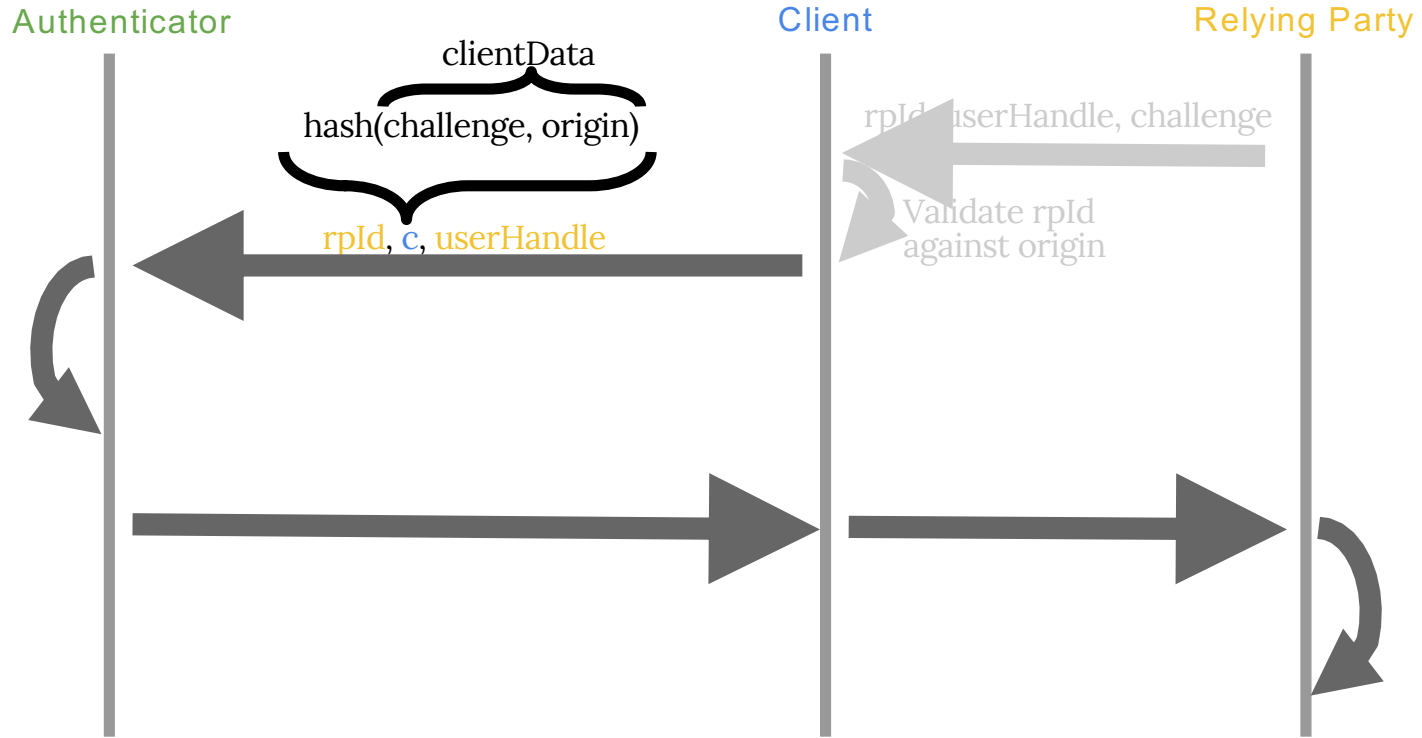 Authenticator
Client
Relying Party
clientData
hash(challenge, origin)
rpId, userHandle, challenge
Validate rpId
against origin
rpId, c, userHandle